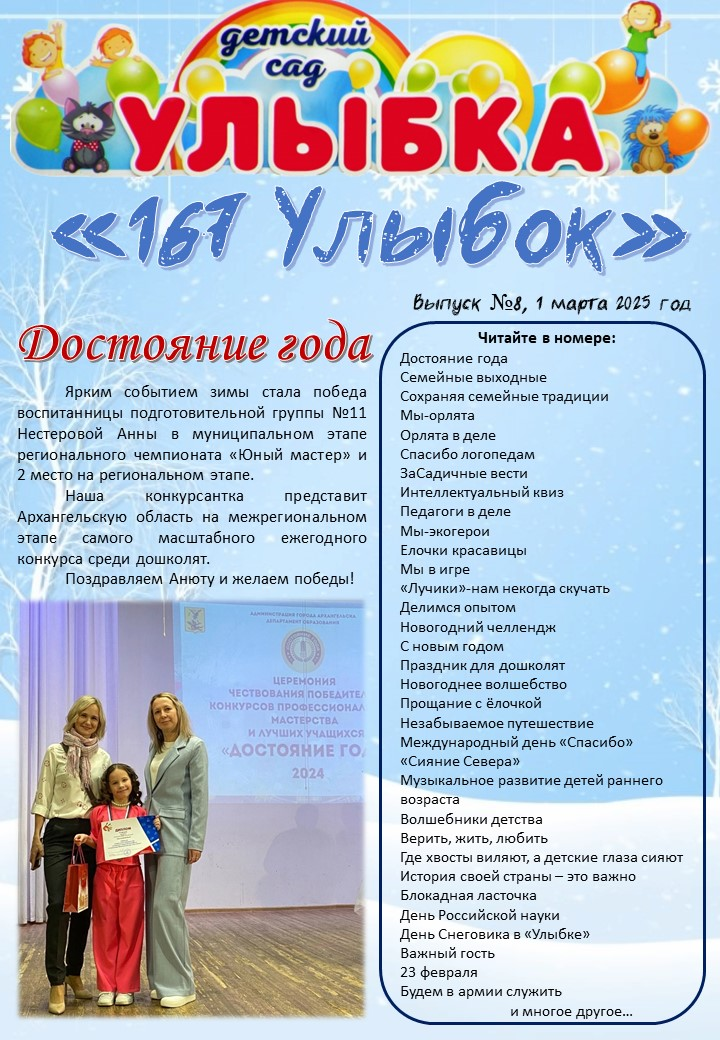 детский
сад
УЛЫБКА
«167 Улыбок»
Выпуск №8, 1 марта 2025 год
Достояние года
Ярким событием зимы стала победа
воспитанницы подготовительной группы №11
Нестеровой Анны в муниципальном этапе
регионального чемпионата «Юный мастер» и
2 место на региональном этапе.
Наша конкурсантка представит
Архангельскую область на межрегиональном
этапе самого масштабного ежегодного
конкурса среди дошколят.
Поздравляем Анюту и желаем победы!
АДМИНИСТРАЦИЯ ГОРОДА АРХАНГЕЛЬСКА
ДЕПАРТАМЕНТ ОБРАЗОВАНИЯ
ЦЕРЕМОНИЯ
ЧЕСТВОВАНИЯ ПОБЕДИТЕЛ
КОНКУРСОВ ПРОФЕССИОНАЛ
МАСТЕРСТВА
И ЛУЧШИХ УЧАЩИХСЯ
«ДОСТОЯНИЕ ГОД
2024
ДИПЛОМ
Читайте в номере:
Достояние года
Семейные выходные
Сохраняя семейные традиции
Мы-орлята
Орлята в деле
Спасибо логопедам
ЗаСадичные вести
Интеллектуальный квиз
Педагоги в деле
Мы-экогерои
Елочки красавицы
Мы в игре
«Лучики»-нам некогда скучать
Делимся опытом
Новогодний челлендж
С новым годом
Праздник для дошколят
Новогоднее волшебство
Прощание с ёлочкой
Незабываемое путешествие
Международный день «Спасибо»
«Сияние Севера»
Музыкальное развитие детей раннего
возраста
Волшебники детства
Верить, жить, любить
Где хвосты виляют, а детские глаза сияют
История своей страны – это важно
Блокадная ласточка
День Российской науки
День Снеговика в «Улыбке»
Важный гость
23 февраля
Будем в армии служить
и многое другое…